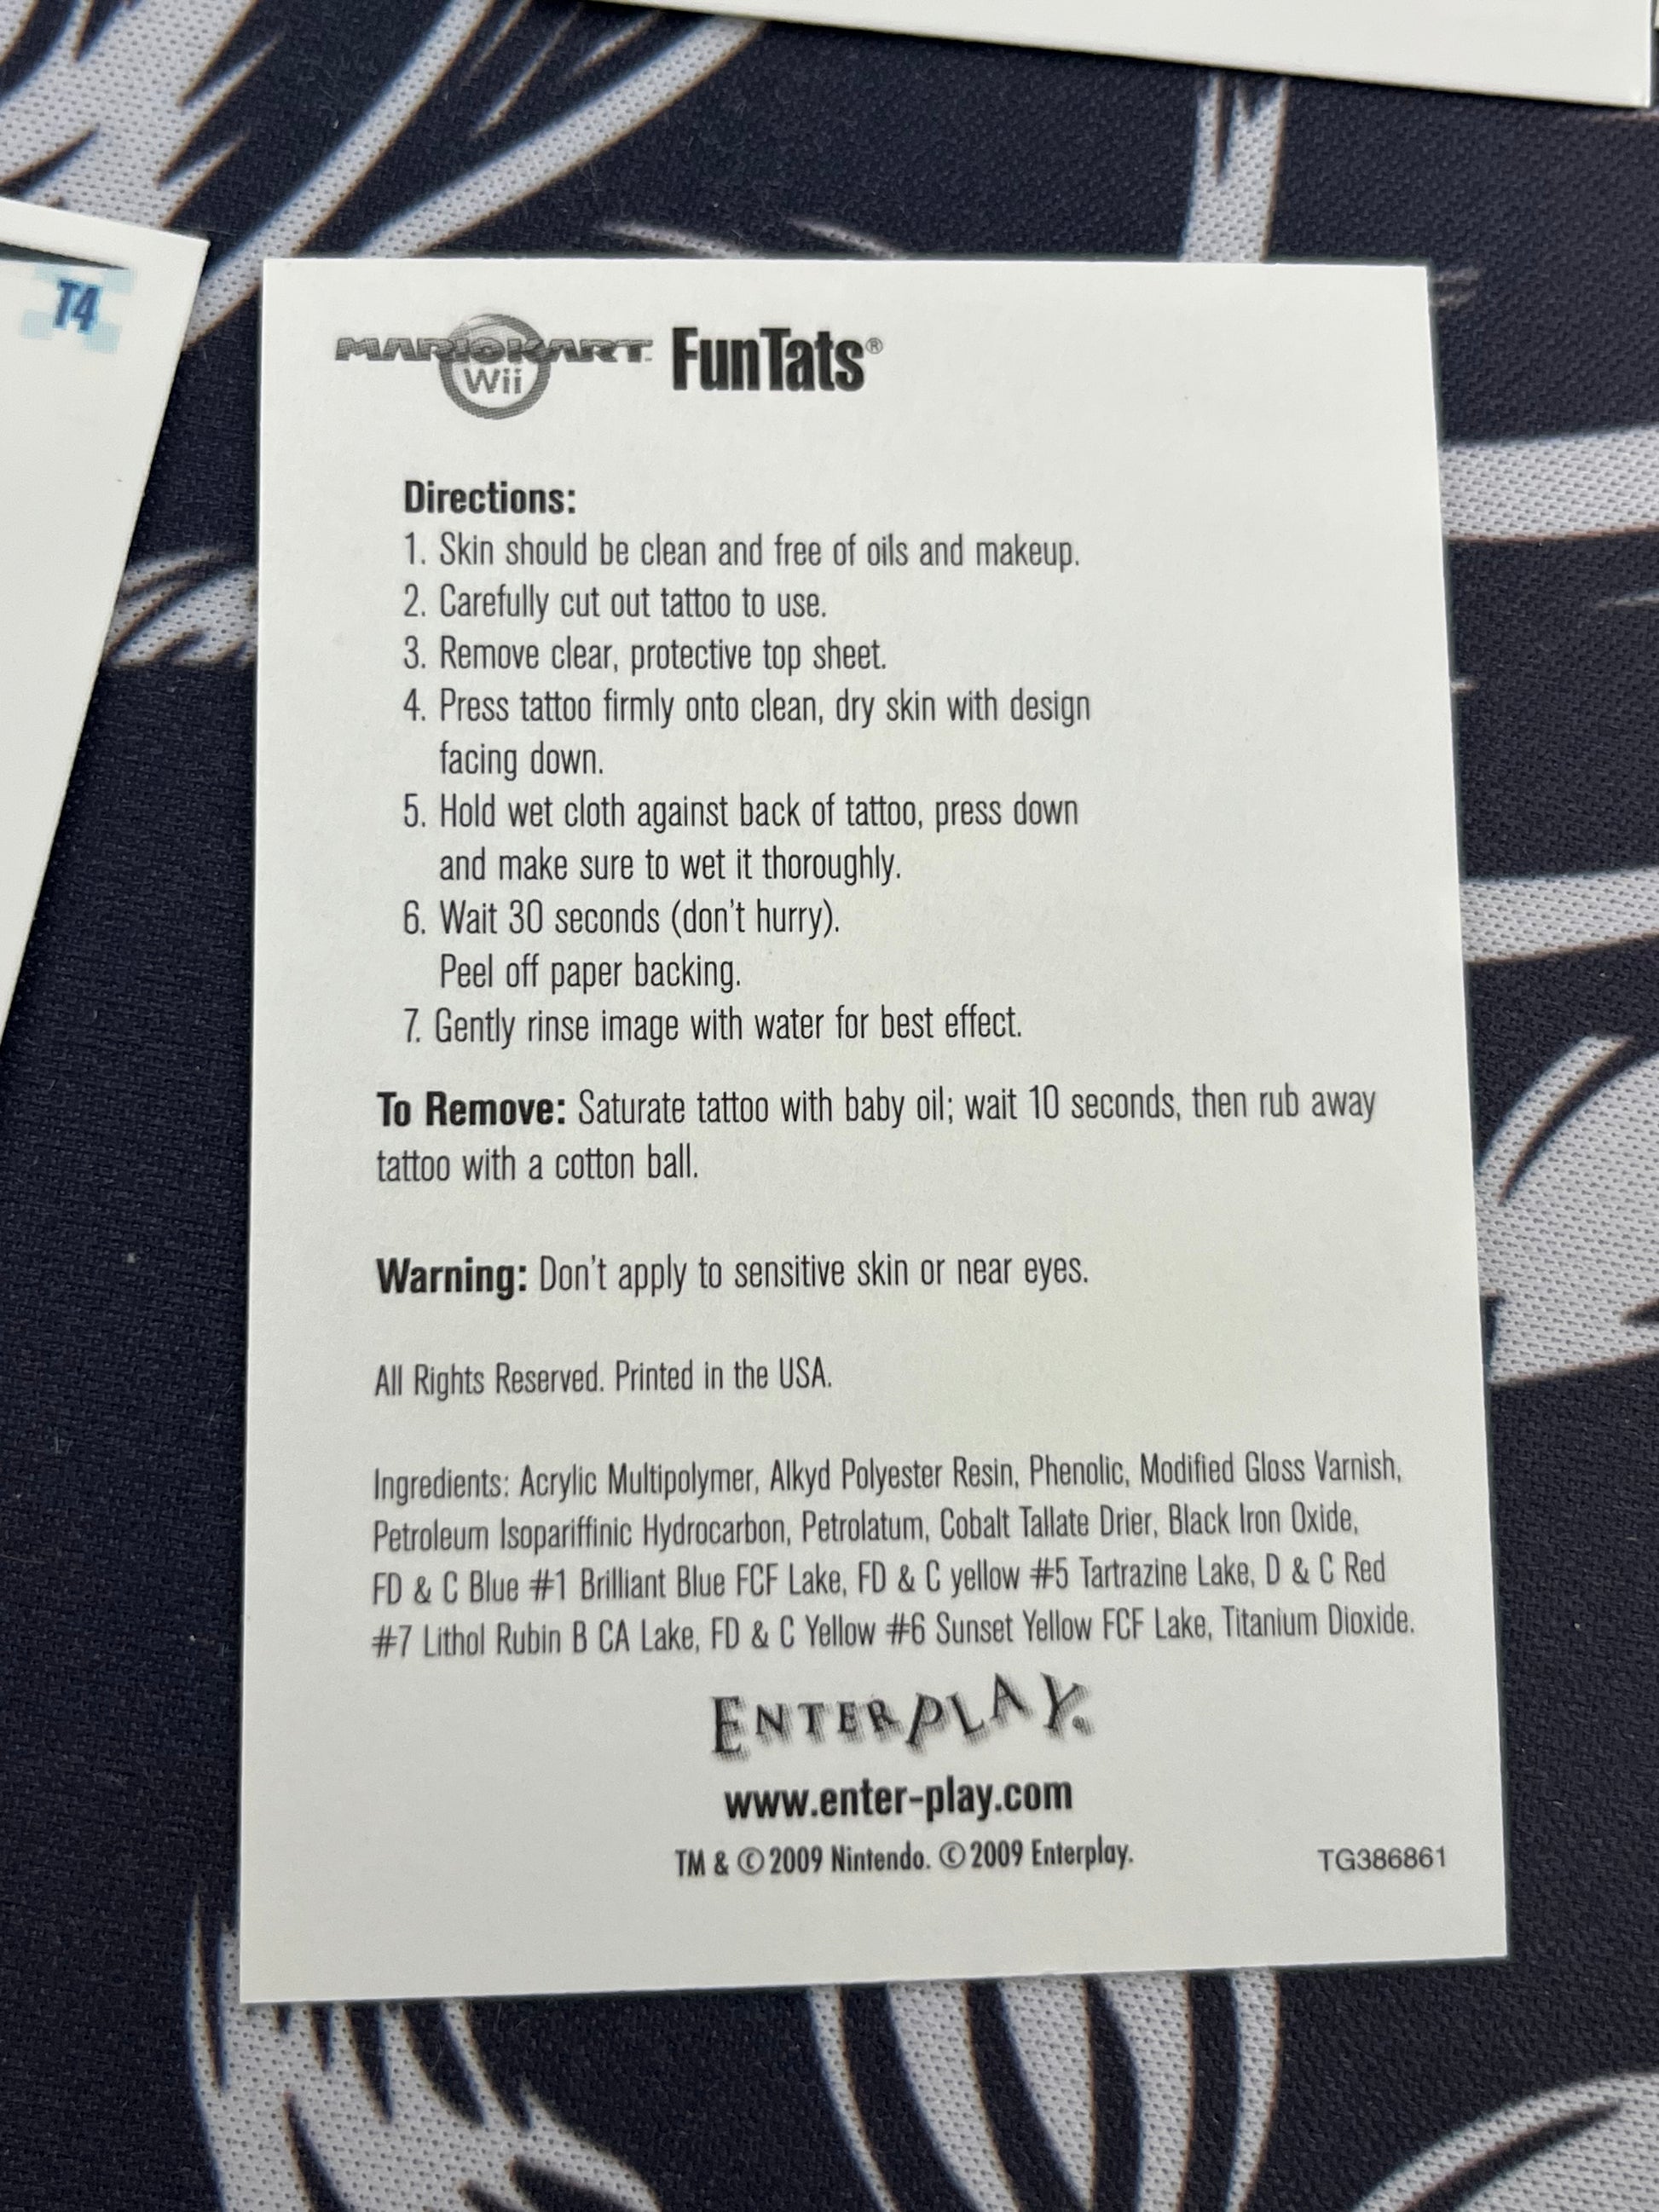 T4
MARIOKART Wii FunTats®
Directions:
1. Skin should be clean and free of oils and makeup.
2. Carefully cut out tattoo to use.
3. Remove clear, protective top sheet.
4. Press tattoo firmly onto clean, dry skin with design
facing down.
5. Hold wet cloth against back of tattoo, press down
and make sure to wet it thoroughly.
6. Wait 30 seconds (don't hurry).
Peel off paper backing.
7. Gently rinse image with water for best effect.
To Remove: Saturate tattoo with baby oil; wait 10 seconds, then rub away
tattoo with a cotton ball.
Warning: Don't apply to sensitive skin or near eyes.
All Rights Reserved. Printed in the USA.
Ingredients: Acrylic Multipolymer, Alkyd Polyester Resin, Phenolic, Modified Gloss Varnish,
Petroleum Isopariffinic Hydrocarbon, Petrolatum, Cobalt Tallate Drier, Black Iron Oxide,
FD & C Blue #1 Brilliant Blue FCF Lake, FD & C yellow #5 Tartrazine Lake, D & C Red
#7 Lithol Rubin B CA Lake, FD & C Yellow #6 Sunset Yellow FCF Lake, Titanium Dioxide.
ENTERPLAY®
www.enter-play.com
TM & © 2009 Nintendo. © 2009 Enterplay.
TG386861